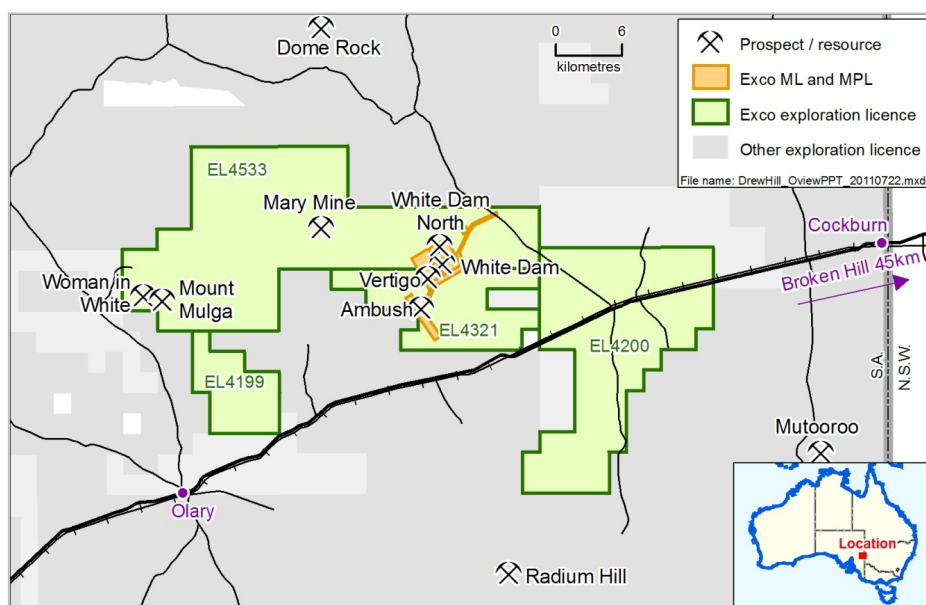 Dome Rock
0 6
kilometres
Prospect / resource
Exco ML and MPL
Exco exploration licence
Other exploration licence
File name: DrewHill_OviewPPT_20110722.mxd
EL4533
Mary Mine
White Dam
North
White Dam
Vertigo
Ambush
EL4321
Woman in
White
Mount
Mulga
EL4199
EL4200
Cockburn
Broken Hill 45km
S.A.
N.S.W.
Mutooroo
Olary
Radium Hill
Location